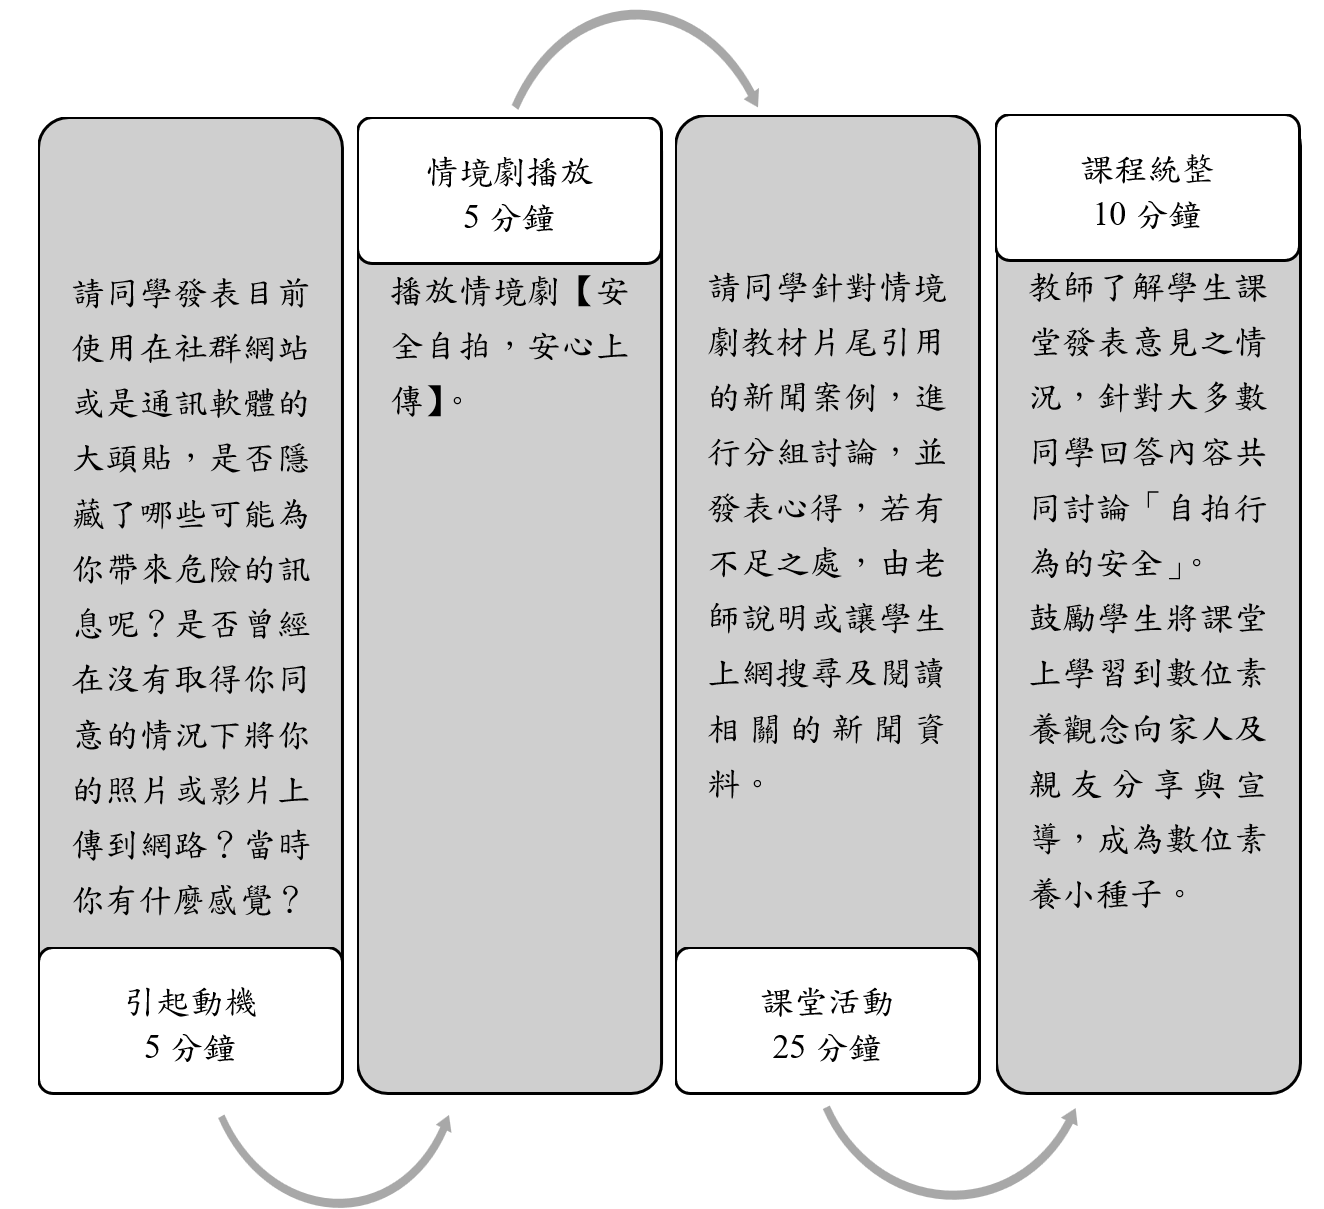 請同學發表目前
使用在社群網站
或是通訊軟體的
大頭貼，是否隱
藏了哪些可能為
你帶來危險的訊
息呢？是否曾經
在沒有取得你同
意的情況下將你
的照片或影片上
傳到網路？當時
你有什麼感覺？
引起動機
5 分鐘
情境劇播放
5 分鐘
播放情境劇【安
全自拍，安心上
傳】。
請同學針對情境
劇教材片尾引用
的新聞案例，進
行分組討論，並
發表心得，若有
不足之處，由老
師說明或讓學生
上網搜尋及閱讀
相關的新聞資
料。
課堂活動
25 分鐘
課程統整
10 分鐘
教師了解學生課
堂發表意見之情
況，針對大多數
同學回答內容共
同討論「自拍行
為的安全」。
鼓勵學生將課堂
上學習到數位素
養觀念向家人及
親友分享與宣
導，成為數位素
養小種子。